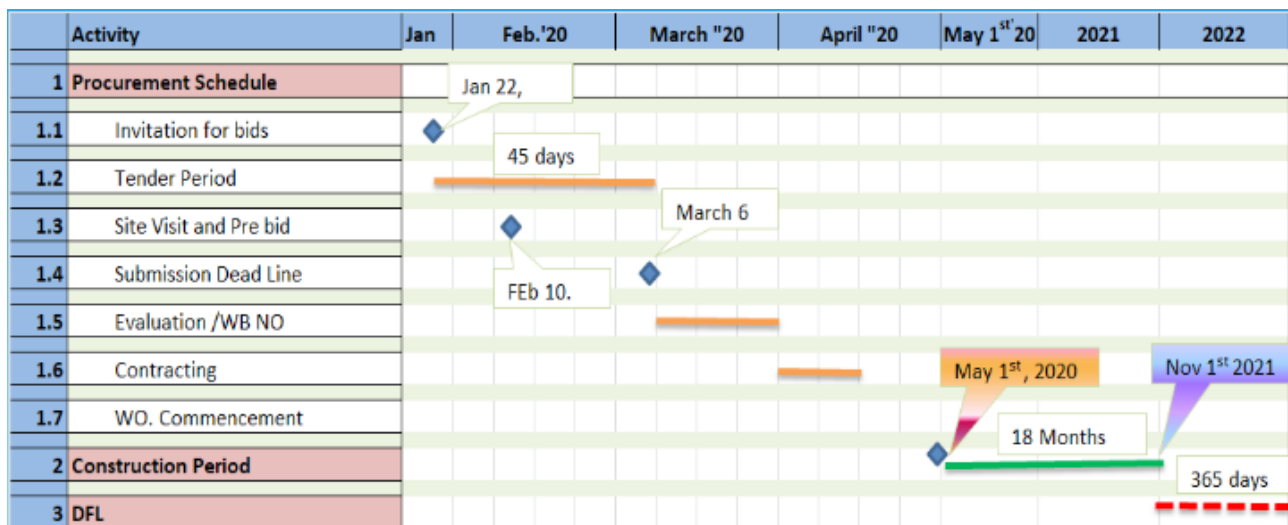 Activity Jan Feb.'20 March "20 April "20 May 1st'20 2021 2022
1 Procurement Schedule
Jan 22,
1.1 Invitation for bids
45 days
1.2 Tender Period
March 6
1.3 Site Visit and Pre bid
1.4 Submission Dead Line
FEb 10.
1.5 Evaluation /WB NO
1.6 Contracting
May 1st, 2020
Nov 1st 2021
1.7 WO. Commencement
18 Months
2 Construction Period
365 days
3 DFL